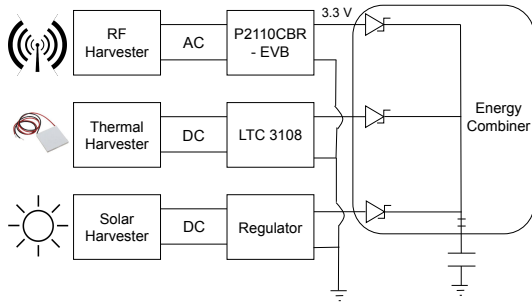 3.3 V
RF
Harvester
AC
P2110CBR
- EVB
Thermal
Harvester
DC
LTC 3108
Energy
Combiner
Solar
Harvester
DC
Regulator